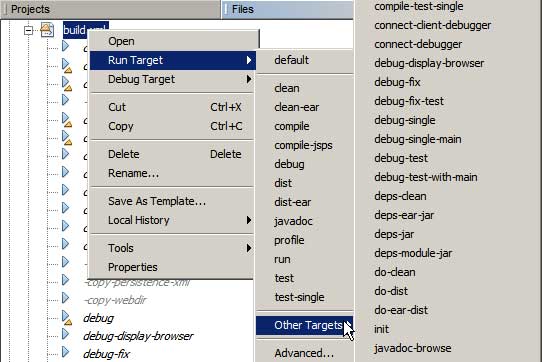 Projects
Files
build.xml
Open
Run Target
Debug Target
Cut Ctrl+X
Copy Ctrl+C
Delete Delete
Rename...
Save As Template...
Local History
Tools
Properties
-copy-persistence-xml
-copy-webdir
debug
debug-display-browser
debug-fix
default
clean
clean-ear
compile
compile-jsps
debug
dist
dist-ear
javadoc
profile
run
test
test-single
Other Targets
Advanced...
compile-test-single
connect-client-debugger
connect-debugger
debug-display-browser
debug-fix
debug-fix-test
debug-single
debug-single-main
debug-test
debug-test-with-main
deps-clean
deps-ear-jar
deps-jar
deps-module-jar
do-clean
do-dist
do-ear-dist
init
javadoc-browse